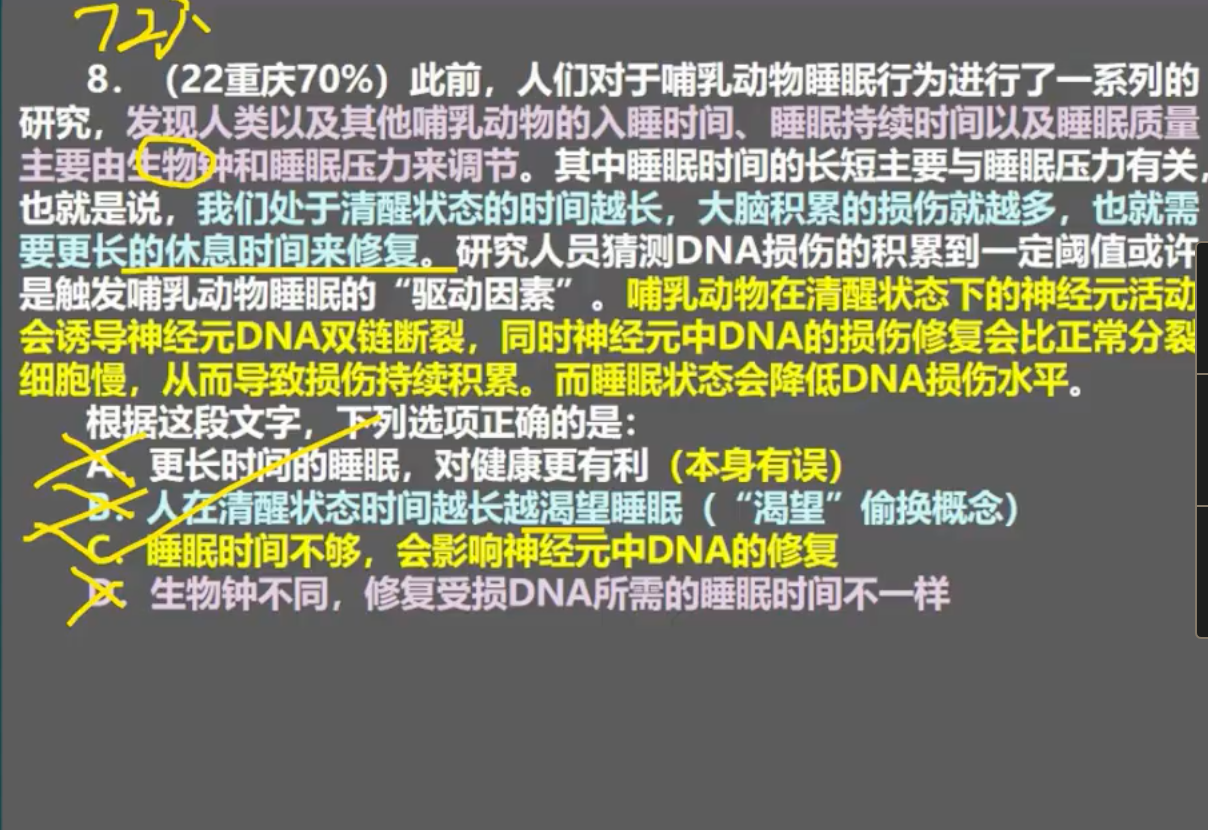 72小
8. （22重庆70%）此前，人们对于哺乳动物睡眠行为进行了一系列的
研究，发现人类以及其他哺乳动物的入睡时间、睡眠持续时间以及睡眠质量
主要由生物钟和睡眠压力来调节。其中睡眠时间的长短主要与睡眠压力有关，
也就是说，我们处于清醒状态的时间越长，大脑积累的损伤就越多，也就需
要更长的休息时间来修复。研究人员猜测DNA损伤的积累到一定阈值或许
是触发哺乳动物睡眠的“驱动因素”。哺乳动物在清醒状态下的神经元活动
会诱导神经元DNA双链断裂，同时神经元中DNA的损伤修复会比正常分裂
细胞慢，从而导致损伤持续积累。而睡眠状态会降低DNA损伤水平。
根据这段文字，下列选项正确的是：
A、更长时间的睡眠，对健康更有利（本身有误）
B. 人在清醒状态时间越长越渴望睡眠（“渴望”偷换概念）
C. 睡眠时间不够，会影响神经元中DNA的修复
D. 生物钟不同，修复受损DNA所需的睡眠时间不一样